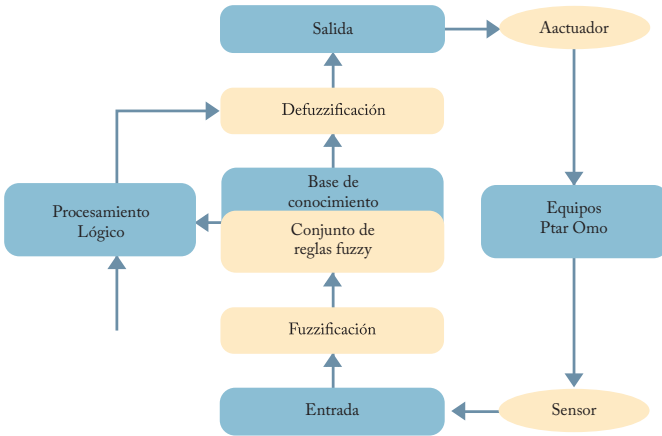 Salida
Aactuador
Defuzzificación
Base de
conocimiento
Procesamiento
Lógico
Equipos
Ptar Omo
Conjunto de
reglas fuzzy
Fuzzificación
Entrada
Sensor